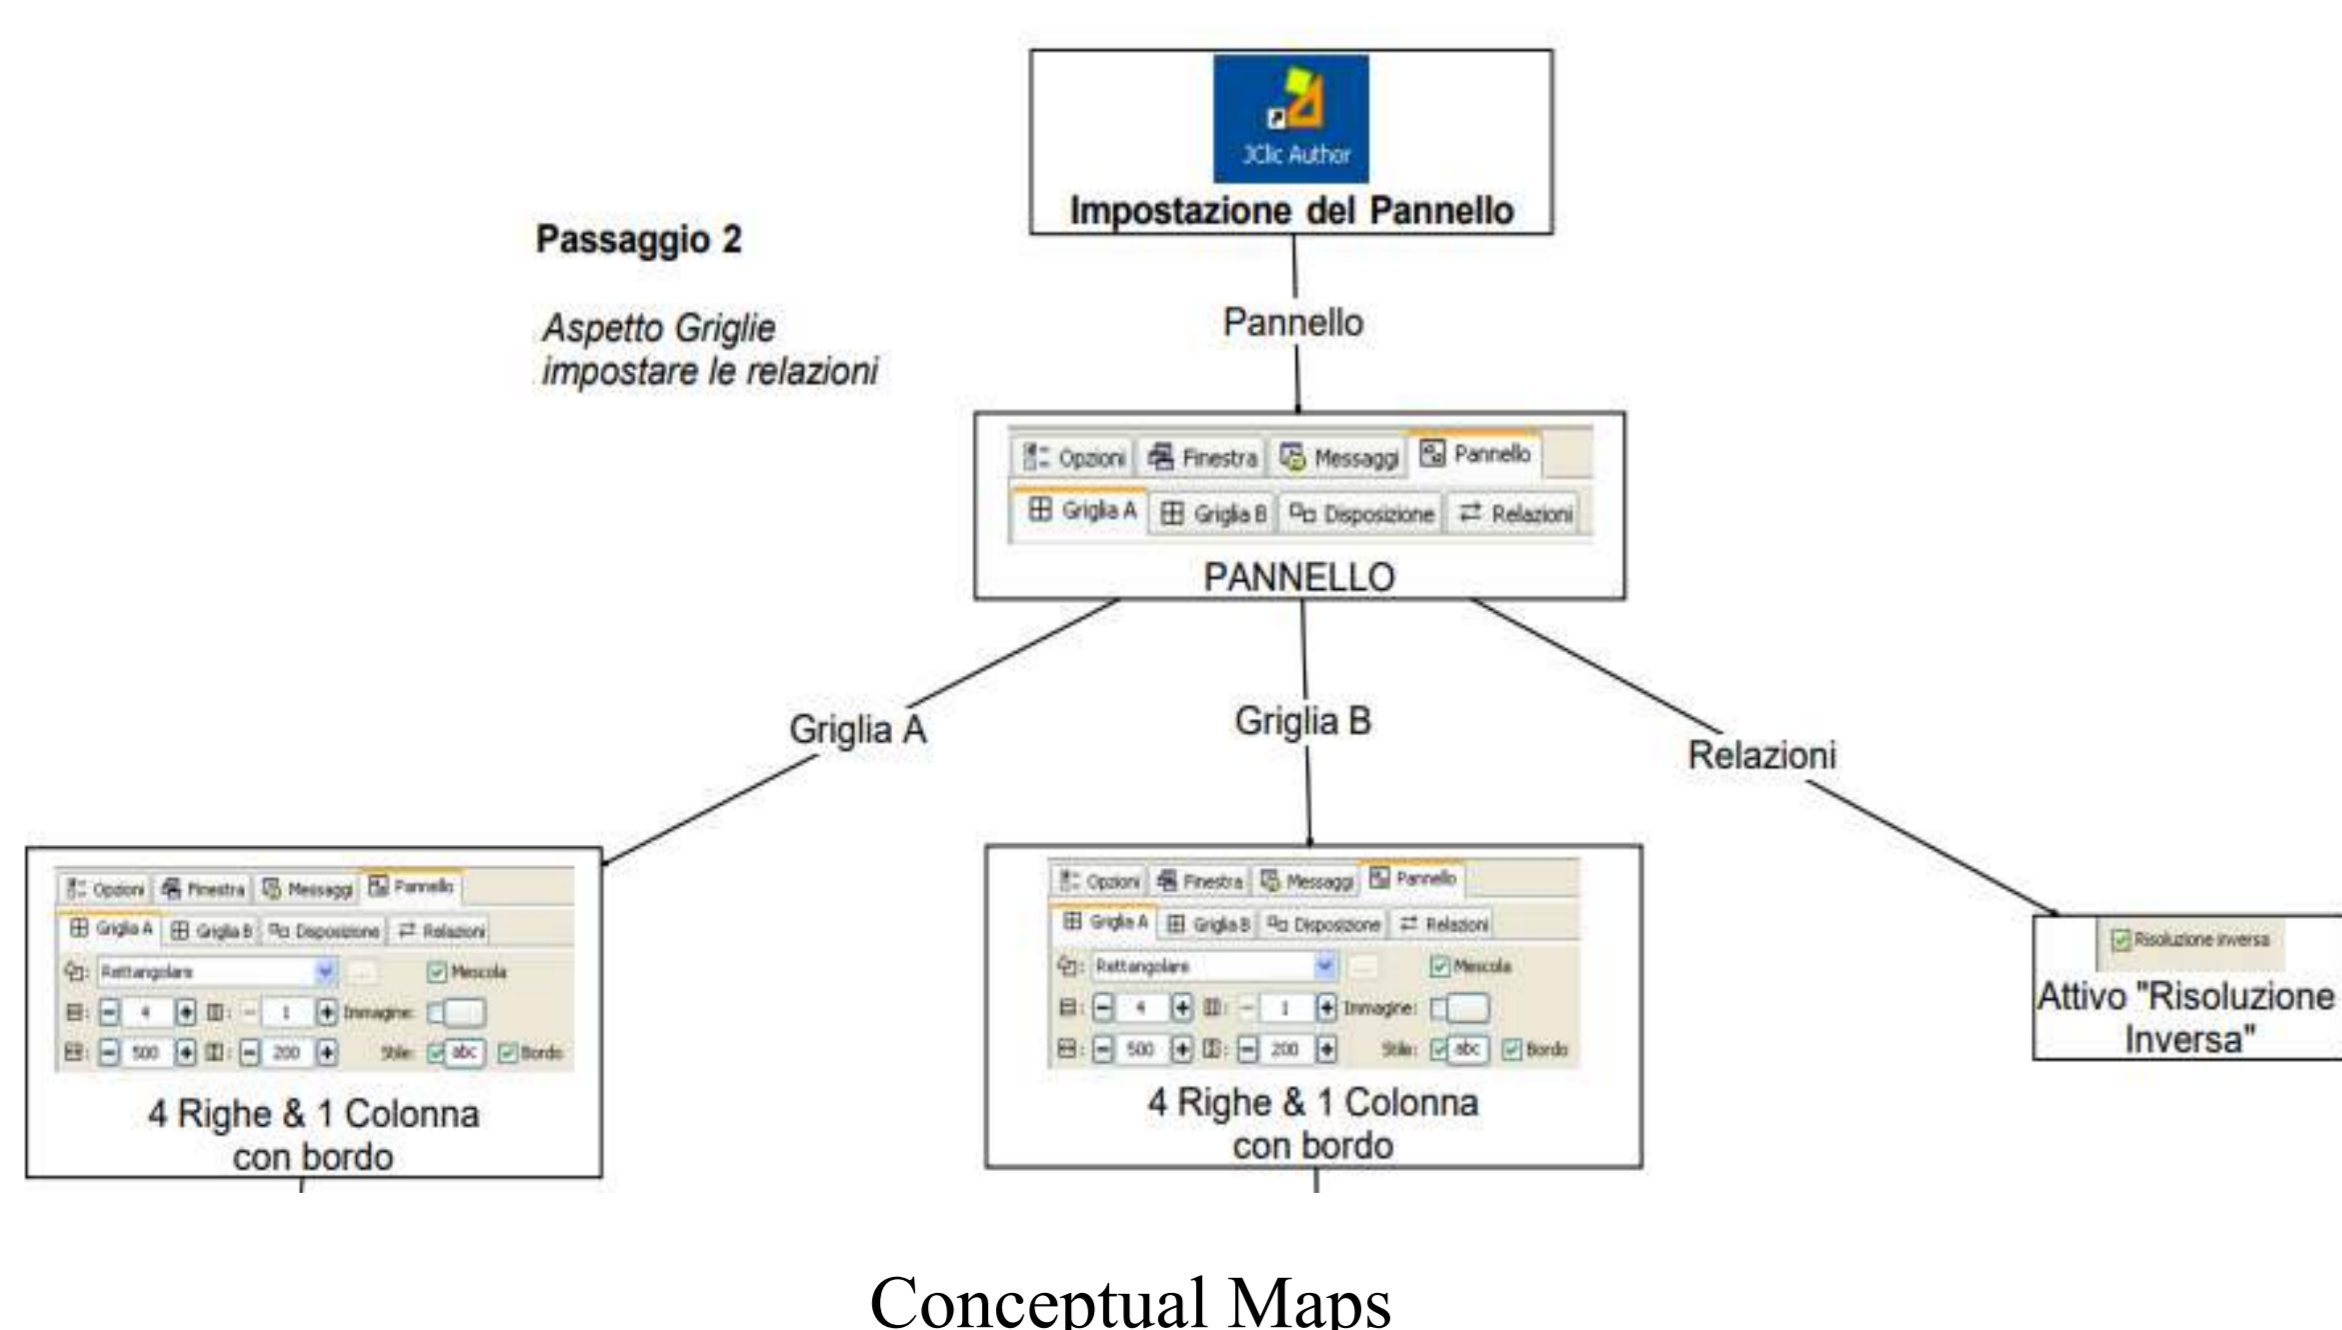 JClic Author
Impostazione del Pannello
Passaggio 2
Aspetto Griglie
impostare le relazioni
Pannello
Opzioni Finestra Messaggi Pannello
Griglia A Griglia B Disposizione Relazioni
PANNELLO
Griglia A
Griglia B
Relazioni
Opzioni Finestra Messaggi Pannello
Griglia A Griglia B Disposizione Relazioni
Rettangolare Mescola
4 1 Immagine:
500 200 Stile: abc Bordo
4 Righe & 1 Colonna
con bordo
Opzioni Finestra Messaggi Pannello
Griglia A Griglia B Disposizione Relazioni
Rettangolare Mescola
4 1 Immagine:
500 200 Stile: abc Bordo
4 Righe & 1 Colonna
con bordo
Risoluzione inversa
Attivo "Risoluzione
Inversa"
Conceptual Maps